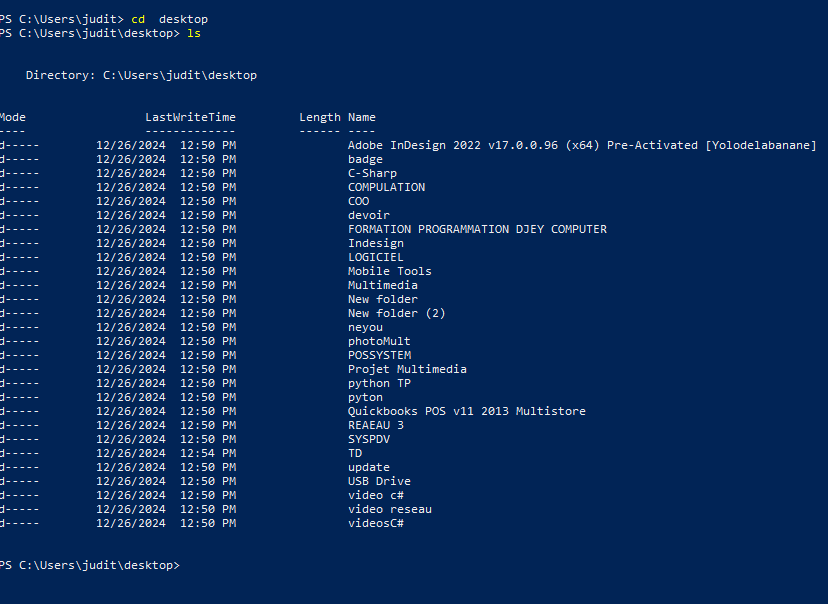 PS C:\Users\judit> cd  desktop
PS C:\Users\judit\desktop> ls
Directory: C:\Users\judit\desktop
Mode                 LastWriteTime         Length Name
----                 -------------         ------ ----
d-----        12/26/2024  12:50 PM                Adobe InDesign 2022 v17.0.0.96 (x64) Pre-Activated [Yolodelabanane]
d-----        12/26/2024  12:50 PM                badge
d-----        12/26/2024  12:50 PM                C-Sharp
d-----        12/26/2024  12:50 PM                COMPULATION
d-----        12/26/2024  12:50 PM                COO
d-----        12/26/2024  12:50 PM                devoir
d-----        12/26/2024  12:50 PM                FORMATION PROGRAMMATION DJEY COMPUTER
d-----        12/26/2024  12:50 PM                Indesign
d-----        12/26/2024  12:50 PM                LOGICIEL
d-----        12/26/2024  12:50 PM                Mobile Tools
d-----        12/26/2024  12:50 PM                Multimedia
d-----        12/26/2024  12:50 PM                New folder
d-----        12/26/2024  12:50 PM                New folder (2)
d-----        12/26/2024  12:50 PM                neyou
d-----        12/26/2024  12:50 PM                photoMult
d-----        12/26/2024  12:50 PM                POSSYSTEM
d-----        12/26/2024  12:50 PM                Projet Multimedia
d-----        12/26/2024  12:50 PM                python TP
d-----        12/26/2024  12:50 PM                pyton
d-----        12/26/2024  12:50 PM                Quickbooks POS v11 2013 Multistore
d-----        12/26/2024  12:50 PM                REAEAU 3
d-----        12/26/2024  12:50 PM                SYSPDV
d-----        12/26/2024  12:54 PM                TD
d-----        12/26/2024  12:50 PM                update
d-----        12/26/2024  12:50 PM                USB Drive
d-----        12/26/2024  12:50 PM                video c#
d-----        12/26/2024  12:50 PM                video reseau
d-----        12/26/2024  12:50 PM                videosC#
PS C:\Users\judit\desktop>